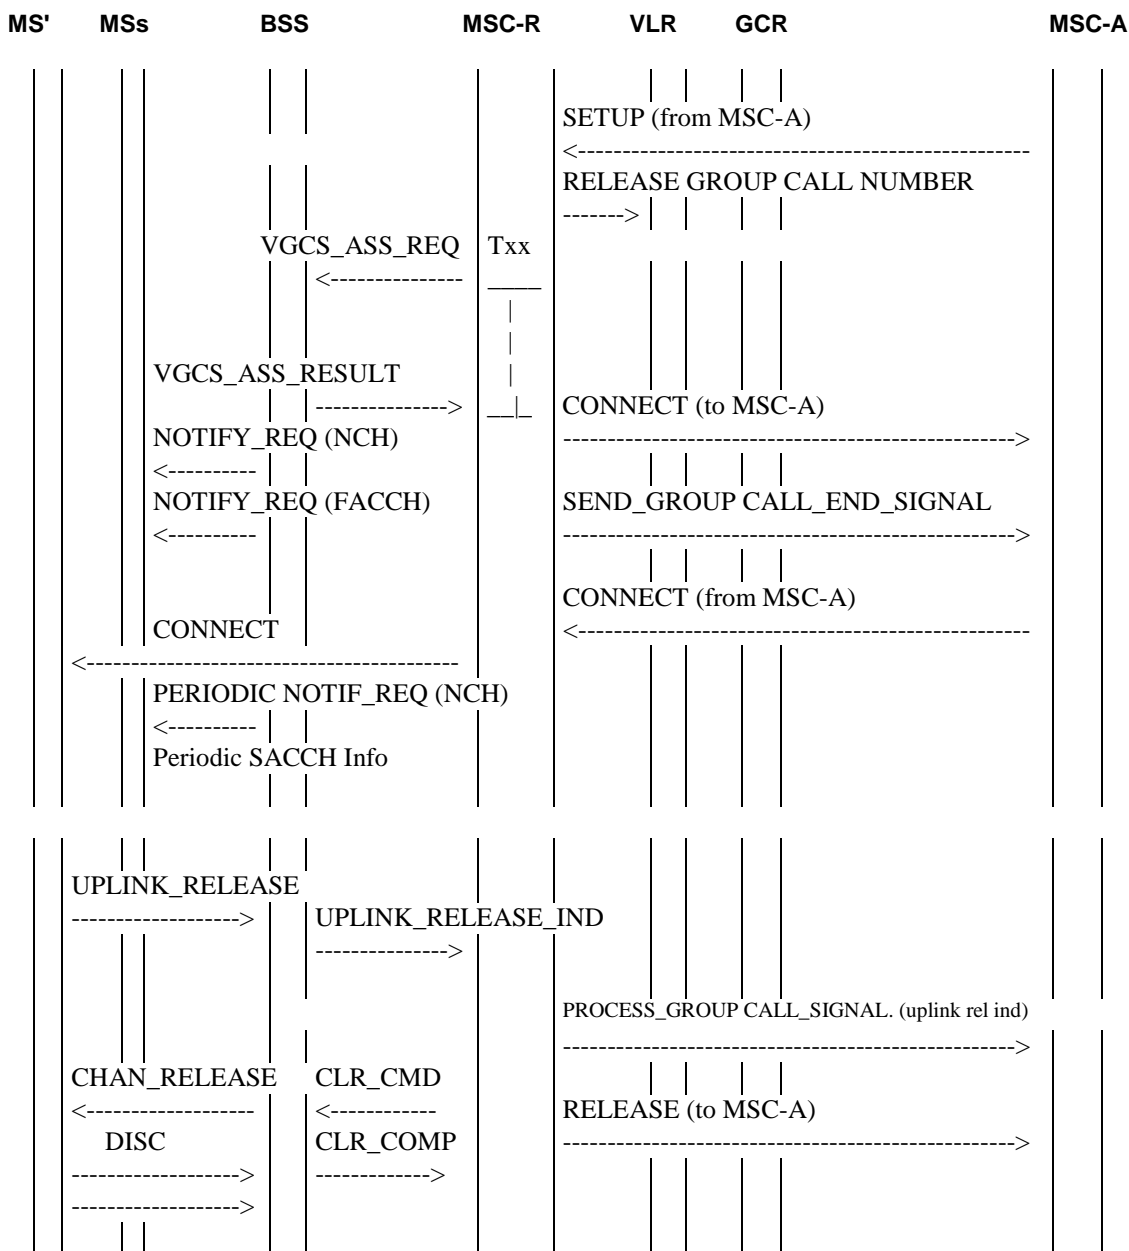 MS' MSs BSS MSC-R VLR GCR MSC-A
SETUP (from MSC-A)
<--------------------------------------------------
RELEASE GROUP CALL NUMBER
------->
VGCS_ASS_REQ Txx
<--------------- ____
|
|
VGCS_ASS_RESULT |
---------------> __|_ CONNECT (to MSC-A)
NOTIFY_REQ (NCH) -------------------------------------------------->
<----------
NOTIFY_REQ (FACCH) SEND_GROUP CALL_END_SIGNAL
<---------- -------------------------------------------------->
CONNECT (from MSC-A)
CONNECT <--------------------------------------------------
<-----------------------------------------
PERIODIC NOTIF_REQ (NCH)
<----------
Periodic SACCH Info
UPLINK_RELEASE
-------------------> UPLINK_RELEASE_IND
--------------->
PROCESS_GROUP CALL_SIGNAL. (uplink rel ind)
-------------------------------------------------->
CHAN_RELEASE CLR_CMD
<------------------- <------------ RELEASE (to MSC-A)
DISC CLR_COMP -------------------------------------------------->
-------------------> ------------->
------------------->